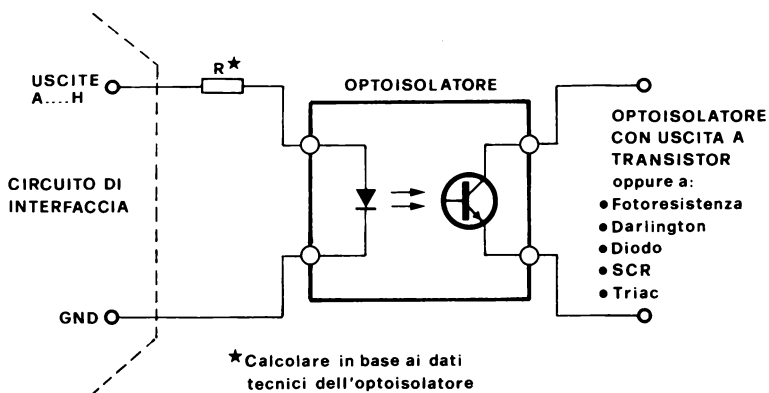 USCITE
A....H
R★
OPTOISOLATORE
CIRCUITO DI
INTERFACCIA
GND
OPTOISOLATORE
CON USCITA A
TRANSISTOR
oppure a:
● Fotoresistenza
● Darlington
● Diodo
● SCR
● Triac
★ Calcolare in base ai dati
tecnici dell'optoisolatore